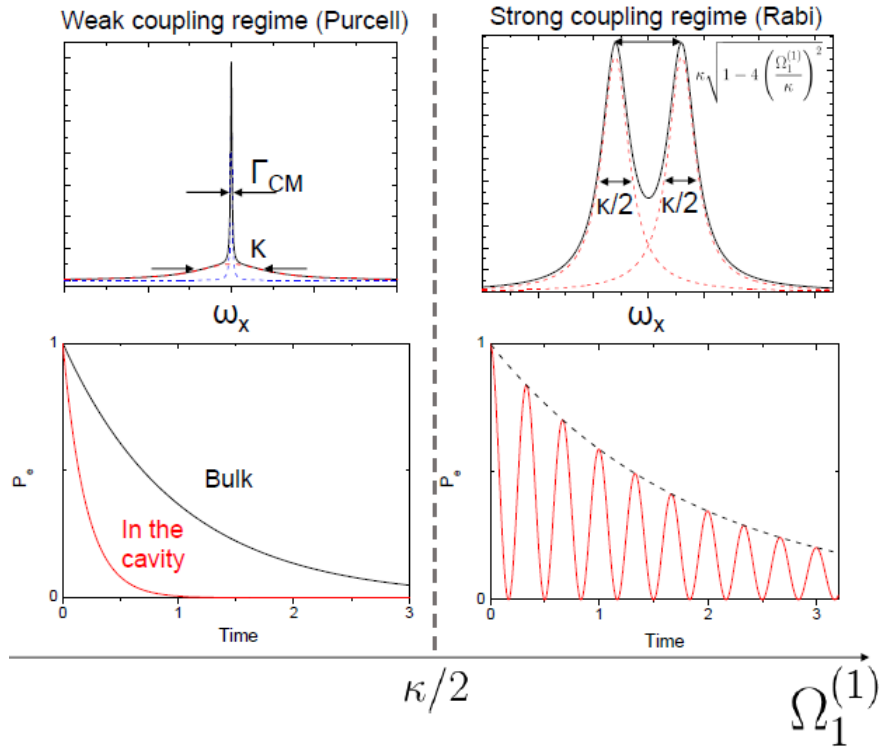 Weak coupling regime (Purcell)
Γ_CM
κ
ω_x
Strong coupling regime (Rabi)
κ√(1 − 4(Ω₁⁽¹⁾/κ)²)
κ/2 κ/2
ω_x
1
P_e
Bulk
In the
cavity
0
0 1 2 3
Time
1
P_e
0
0 1 2 3
Time
κ/2
Ω₁⁽¹⁾